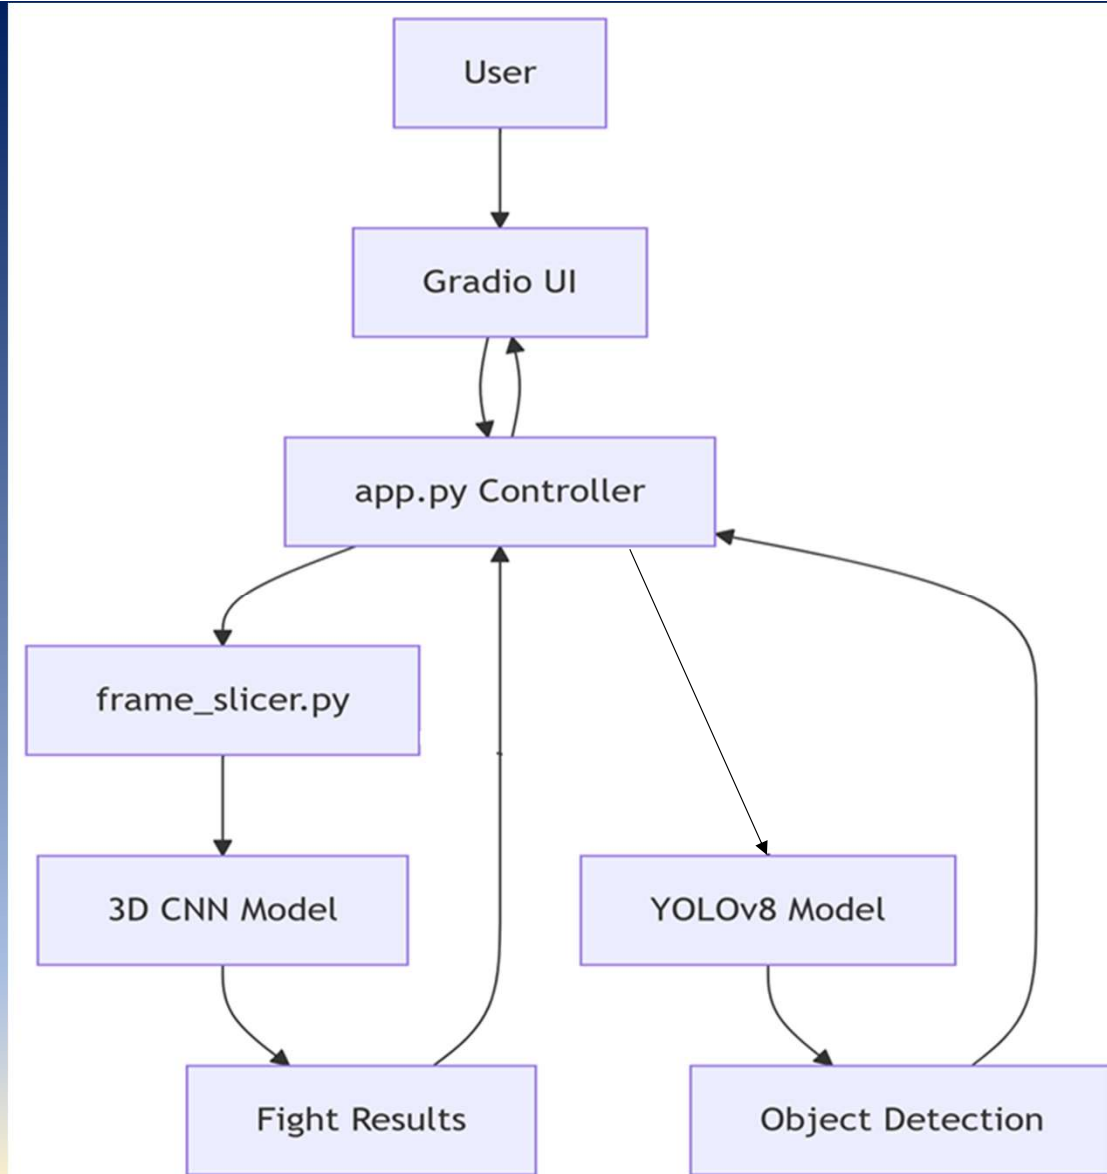 User
Gradio UI
app.py Controller
frame_slicer.py
3D CNN Model
YOLOv8 Model
Fight Results
Object Detection